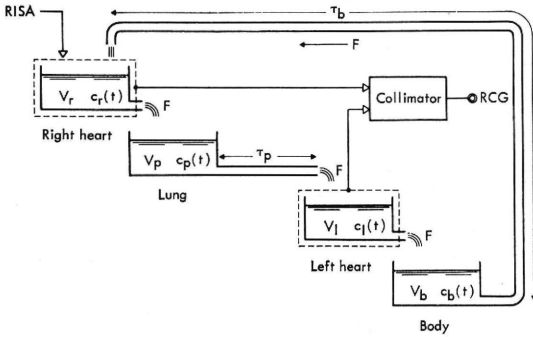 RISA
τb
F
Vr cr(t)
F
Right heart
Collimator
RCG
Vp cp(t)
τp
F
Lung
Vl cl(t)
F
Left heart
Vb cb(t)
Body